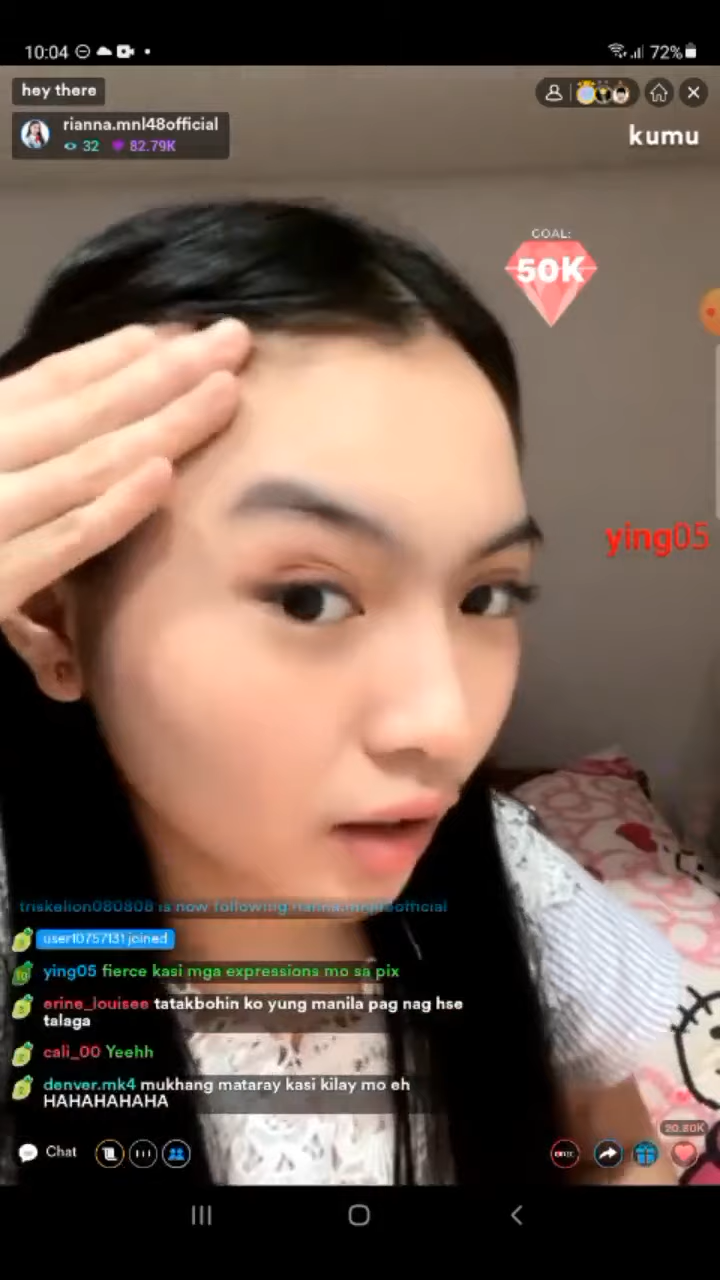 10:04
72%
hey there
rianna.mnl48official
32
82.79K
kumu
GOAL:
50K
ying05
triskelion080808 is now following rianna.mnl48official
user10757131 joined
10
ying05 fierce kasi mga expressions mo sa pix
erine_louisee tatakbohin ko yung manila pag nag hse
talaga
cali_00 Yeehh
denver.mk4 mukhang mataray kasi kilay mo eh
HAHAHAHAHA
Chat
20.80K